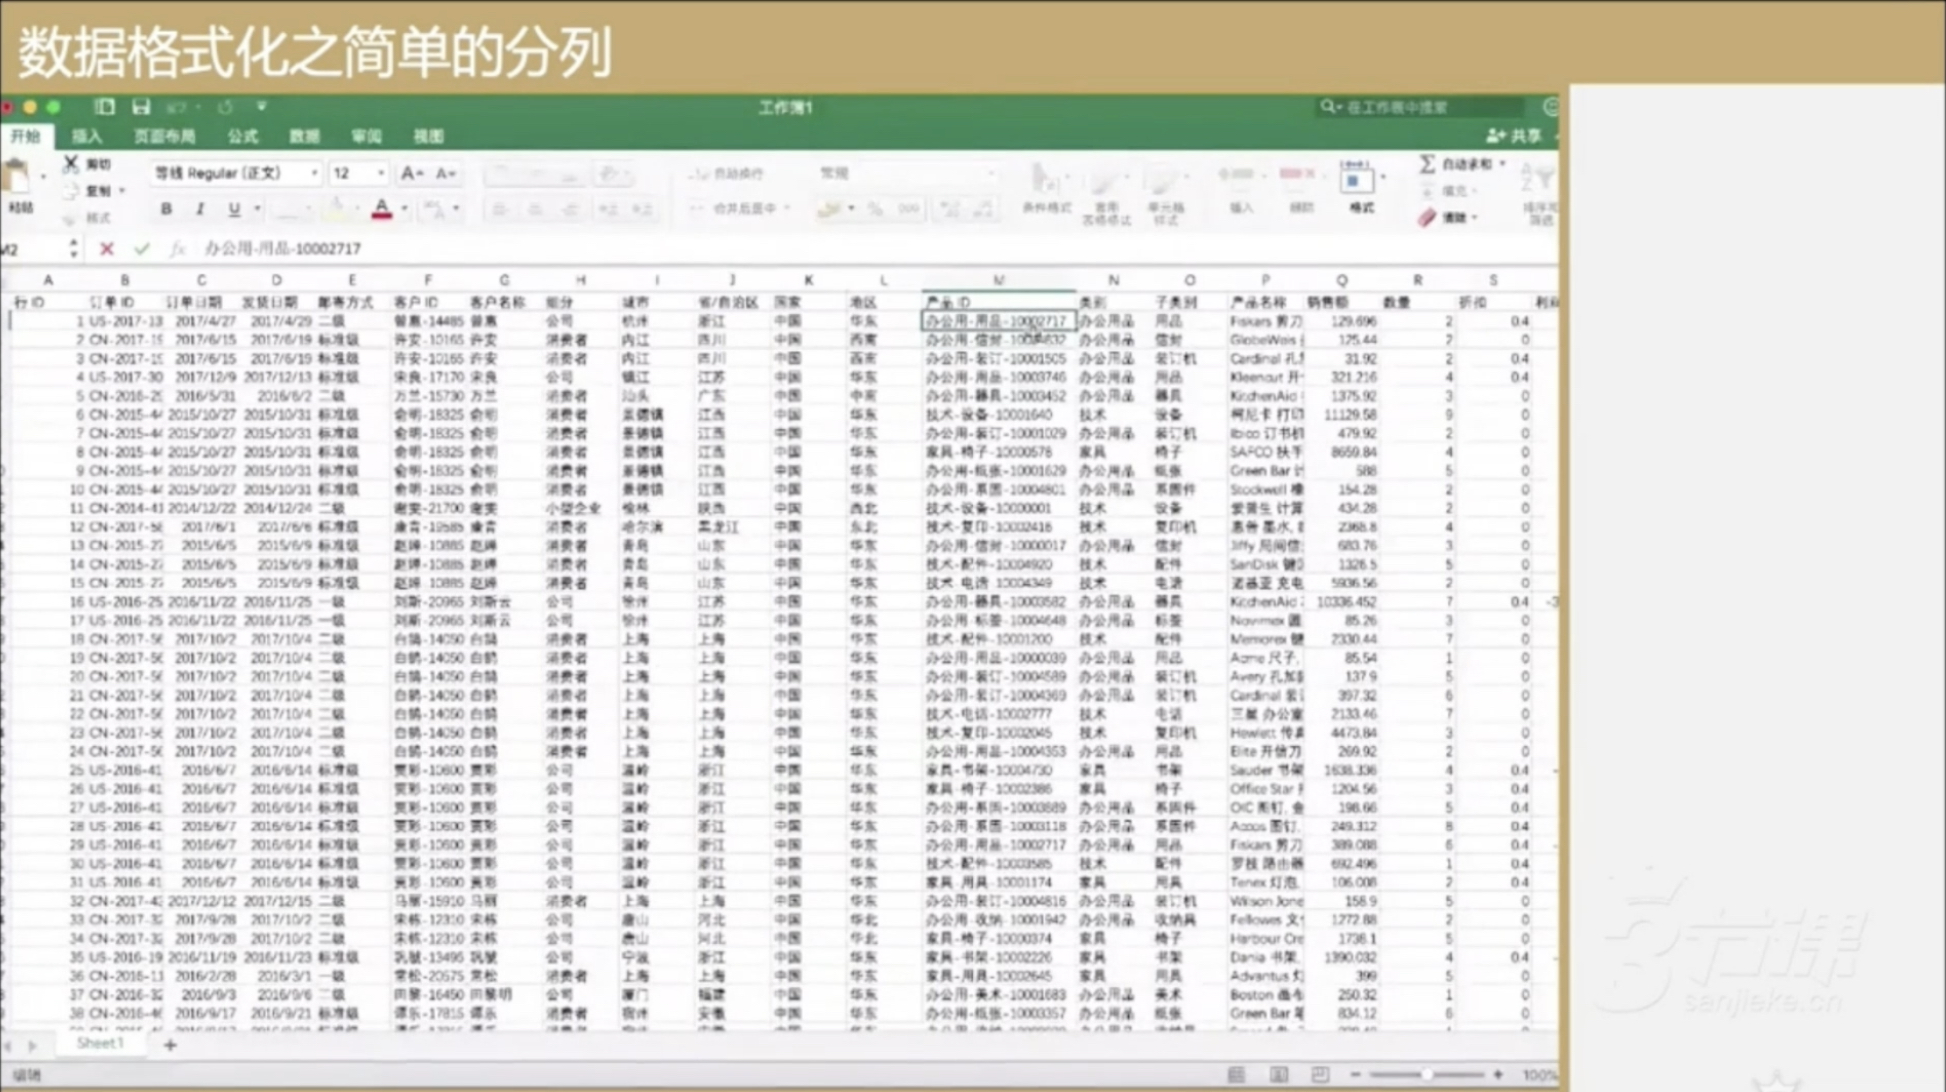 数据格式化之简单的分列
工作簿1
在工作表中搜索
开始 插入 页面布局 公式 数据 审阅 视图
共享
剪切 等线 Regular (正文) 12 自动换行 常规 自动求和
复制 填充
粘贴 格式 合并后居中 条件格式 插入 删除 格式 清除
M2 办公用-用品-10002717
A B C D E F G H I J K L M N O P Q R S
行 ID 订单 ID 订单日期 发货日期 邮寄方式 客户 ID 客户名称 细分 城市 省/自治区 国家 地区 产品 ID 类别 子类别 产品名称 销售额 数量 折扣
1 US-2017-13 2017/4/27 2017/4/29 二级 曾惠-14485 曾惠 公司 杭州 浙江 中国 华东 办公用-用品-10002717 办公用品 用品 Fiskars 剪刀 129.696 2 0.4
2 CN-2017-19 2017/6/15 2017/6/19 标准级 许安-10165 许安 消费者 内江 四川 中国 西南 办公用品 信封 125.44 2 0
3 CN-2017-19 2017/6/15 2017/6/19 标准级 许安-10165 许安 消费者 内江 四川 中国 西南 办公用-装订-10001505 办公用品 装订机 Cardinal 31.92 2 0.4
4 US-2017-30 2017/12/9 2017/12/13 标准级 宋良-17170 宋良 公司 镇江 江苏 中国 华东 办公用-用品-10003746 办公用品 用品 Kleencut 321.216 4 0.4
5 CN-2016-29 2016/5/31 2016/6/2 二级 万兰-15730 万兰 消费者 汕头 广东 中国 中南 办公用-器具-10003452 办公用品 器具 KitchenAid 1375.92 3 0
6 CN-2015-44 2015/10/27 2015/10/31 标准级 俞明-18325 俞明 消费者 景德镇 江西 中国 华东 技术-设备-10001640 技术 设备 柯尼卡 打印 11129.58 9 0
7 CN-2015-44 2015/10/27 2015/10/31 标准级 俞明-18325 俞明 消费者 景德镇 江西 中国 华东 办公用-装订-10001029 办公用品 装订机 Ibico 订书机 479.92 2 0
8 CN-2015-44 2015/10/27 2015/10/31 标准级 俞明-18325 俞明 消费者 景德镇 江西 中国 华东 家具-椅子-10000578 家具 椅子 SAFCO 扶手 8659.84 4 0
9 CN-2015-44 2015/10/27 2015/10/31 标准级 俞明-18325 俞明 消费者 景德镇 江西 中国 华东 办公用-纸张-10001629 办公用品 纸张 Green Bar 588 5 0
10 CN-2015-44 2015/10/27 2015/10/31 标准级 俞明-18325 俞明 消费者 景德镇 江西 中国 华东 办公用-系固-10004801 办公用品 系固件 Stockwell 154.28 2 0
11 CN-2014-41 2014/12/22 2014/12/24 二级 谢雯-21700 谢雯 小型企业 榆林 陕西 中国 西北 技术-设备-10000001 技术 设备 爱普生 计算 434.28 2 0
12 CN-2017-58 2017/6/1 2017/6/6 标准级 康青-19585 康青 消费者 哈尔滨 黑龙江 中国 东北 技术-复印-10002416 技术 复印机 惠普 墨水, 2368.8 4 0
13 CN-2015-27 2015/6/5 2015/6/9 标准级 赵婵-10885 赵婵 消费者 青岛 山东 中国 华东 办公用-信封-10000017 办公用品 信封 Jiffy 局间信 683.76 3 0
14 CN-2015-27 2015/6/5 2015/6/9 标准级 赵婵-10885 赵婵 消费者 青岛 山东 中国 华东 技术-配件-10004920 技术 配件 SanDisk 1326.5 5 0
15 CN-2015-27 2015/6/5 2015/6/9 标准级 赵婵-10885 赵婵 消费者 青岛 山东 中国 华东 技术-电话-10004349 技术 电话 诺基亚 充电 5936.56 2 0
16 US-2016-25 2016/11/22 2016/11/25 一级 刘斯-20965 刘斯云 公司 徐州 江苏 中国 华东 办公用-器具-10003582 办公用品 器具 KitchenAid 10336.452 7 0.4
17 US-2016-25 2016/11/22 2016/11/25 一级 刘斯-20965 刘斯云 公司 徐州 江苏 中国 华东 办公用-标签-10004648 办公用品 标签 Novimex 圆 85.26 3 0
18 CN-2017-56 2017/10/2 2017/10/4 二级 白鹄-14050 白鹄 消费者 上海 上海 中国 华东 技术-配件-10001200 技术 配件 Memorex 键 2330.44 7 0
19 CN-2017-56 2017/10/2 2017/10/4 二级 白鹄-14050 白鹄 消费者 上海 上海 中国 华东 办公用-用品-10000039 办公用品 用品 Acme 尺子, 85.54 1 0
20 CN-2017-56 2017/10/2 2017/10/4 二级 白鹄-14050 白鹄 消费者 上海 上海 中国 华东 办公用-装订-10004589 办公用品 装订机 Avery 孔加 137.9 5 0
21 CN-2017-56 2017/10/2 2017/10/4 二级 白鹄-14050 白鹄 消费者 上海 上海 中国 华东 办公用-装订-10004369 办公用品 装订机 Cardinal 装 397.32 6 0
22 CN-2017-56 2017/10/2 2017/10/4 二级 白鹄-14050 白鹄 消费者 上海 上海 中国 华东 技术-电话-10002777 技术 电话 三星 办公室 2133.46 7 0
23 CN-2017-56 2017/10/2 2017/10/4 二级 白鹄-14050 白鹄 消费者 上海 上海 中国 华东 技术-复印-10002045 技术 复印机 Hewlett 传真 4473.84 3 0
24 CN-2017-56 2017/10/2 2017/10/4 二级 白鹄-14050 白鹄 消费者 上海 上海 中国 华东 办公用-用品-10004353 办公用品 用品 Elite 开信刀 269.92 2 0
25 US-2016-41 2016/6/7 2016/6/14 标准级 贾彩-10600 贾彩 公司 温岭 浙江 中国 华东 家具-书架-10004730 家具 书架 Sauder 书架 1638.336 4 0.4
26 US-2016-41 2016/6/7 2016/6/14 标准级 贾彩-10600 贾彩 公司 温岭 浙江 中国 华东 家具-椅子-10002386 家具 椅子 Office Star 1204.56 3 0.4
27 US-2016-41 2016/6/7 2016/6/14 标准级 贾彩-10600 贾彩 公司 温岭 浙江 中国 华东 办公用-系固-10003889 办公用品 系固件 OIC 图钉, 金 198.66 5 0.4
28 US-2016-41 2016/6/7 2016/6/14 标准级 贾彩-10600 贾彩 公司 温岭 浙江 中国 华东 办公用-系固-10003118 办公用品 系固件 Accos 图钉, 249.312 8 0.4
29 US-2016-41 2016/6/7 2016/6/14 标准级 贾彩-10600 贾彩 公司 温岭 浙江 中国 华东 办公用-用品-10002717 办公用品 用品 Fiskars 剪刀 389.088 6 0.4
30 US-2016-41 2016/6/7 2016/6/14 标准级 贾彩-10600 贾彩 公司 温岭 浙江 中国 华东 技术-配件-10003585 技术 配件 罗技 路由器 692.496 1 0.4
31 US-2016-41 2016/6/7 2016/6/14 标准级 贾彩-10600 贾彩 公司 温岭 浙江 中国 华东 家具-用具-10001174 家具 用具 Tenex 灯泡, 106.008 2 0.4
32 CN-2017-42 2017/12/12 2017/12/15 二级 马丽-15910 马丽 消费者 上海 上海 中国 华东 办公用-装订-10004816 办公用品 装订机 Wilson Jone 158.9 5 0
33 CN-2017-32 2017/9/28 2017/10/2 二级 宋栋-12310 宋栋 公司 唐山 河北 中国 华北 办公用-收纳-10001942 办公用品 收纳具 Fellowes 文 1272.88 2 0
34 CN-2017-32 2017/9/28 2017/10/2 二级 宋栋-12310 宋栋 公司 唐山 河北 中国 华北 家具-椅子-10000374 家具 椅子 Harbour Cre 1738.1 5 0
35 US-2016-19 2016/11/19 2016/11/23 标准级 巩虢-13495 巩虢 公司 宁波 浙江 中国 华东 家具-书架-10002226 家具 书架 Dania 书架, 1390.032 4 0.4
36 CN-2016-11 2016/2/28 2016/3/1 一级 常松-20575 常松 消费者 上海 上海 中国 华东 家具-用具-10002645 家具 用具 Advantus 灯 399 5 0
37 CN-2016-32 2016/9/3 2016/9/6 二级 田黎-16450 田黎明 公司 厦门 福建 中国 华东 办公用-美术-10001683 办公用品 美术 Boston 画布 250.32 1 0
38 CN-2016-46 2016/9/17 2016/9/21 标准级 谭乐-17815 谭乐 消费者 宿州 安徽 中国 华东 办公用-纸张-10003357 办公用品 纸张 Green Bar 笔 834.12 6 0
Sheet1
编辑 100%
三节课
sanjieke.cn